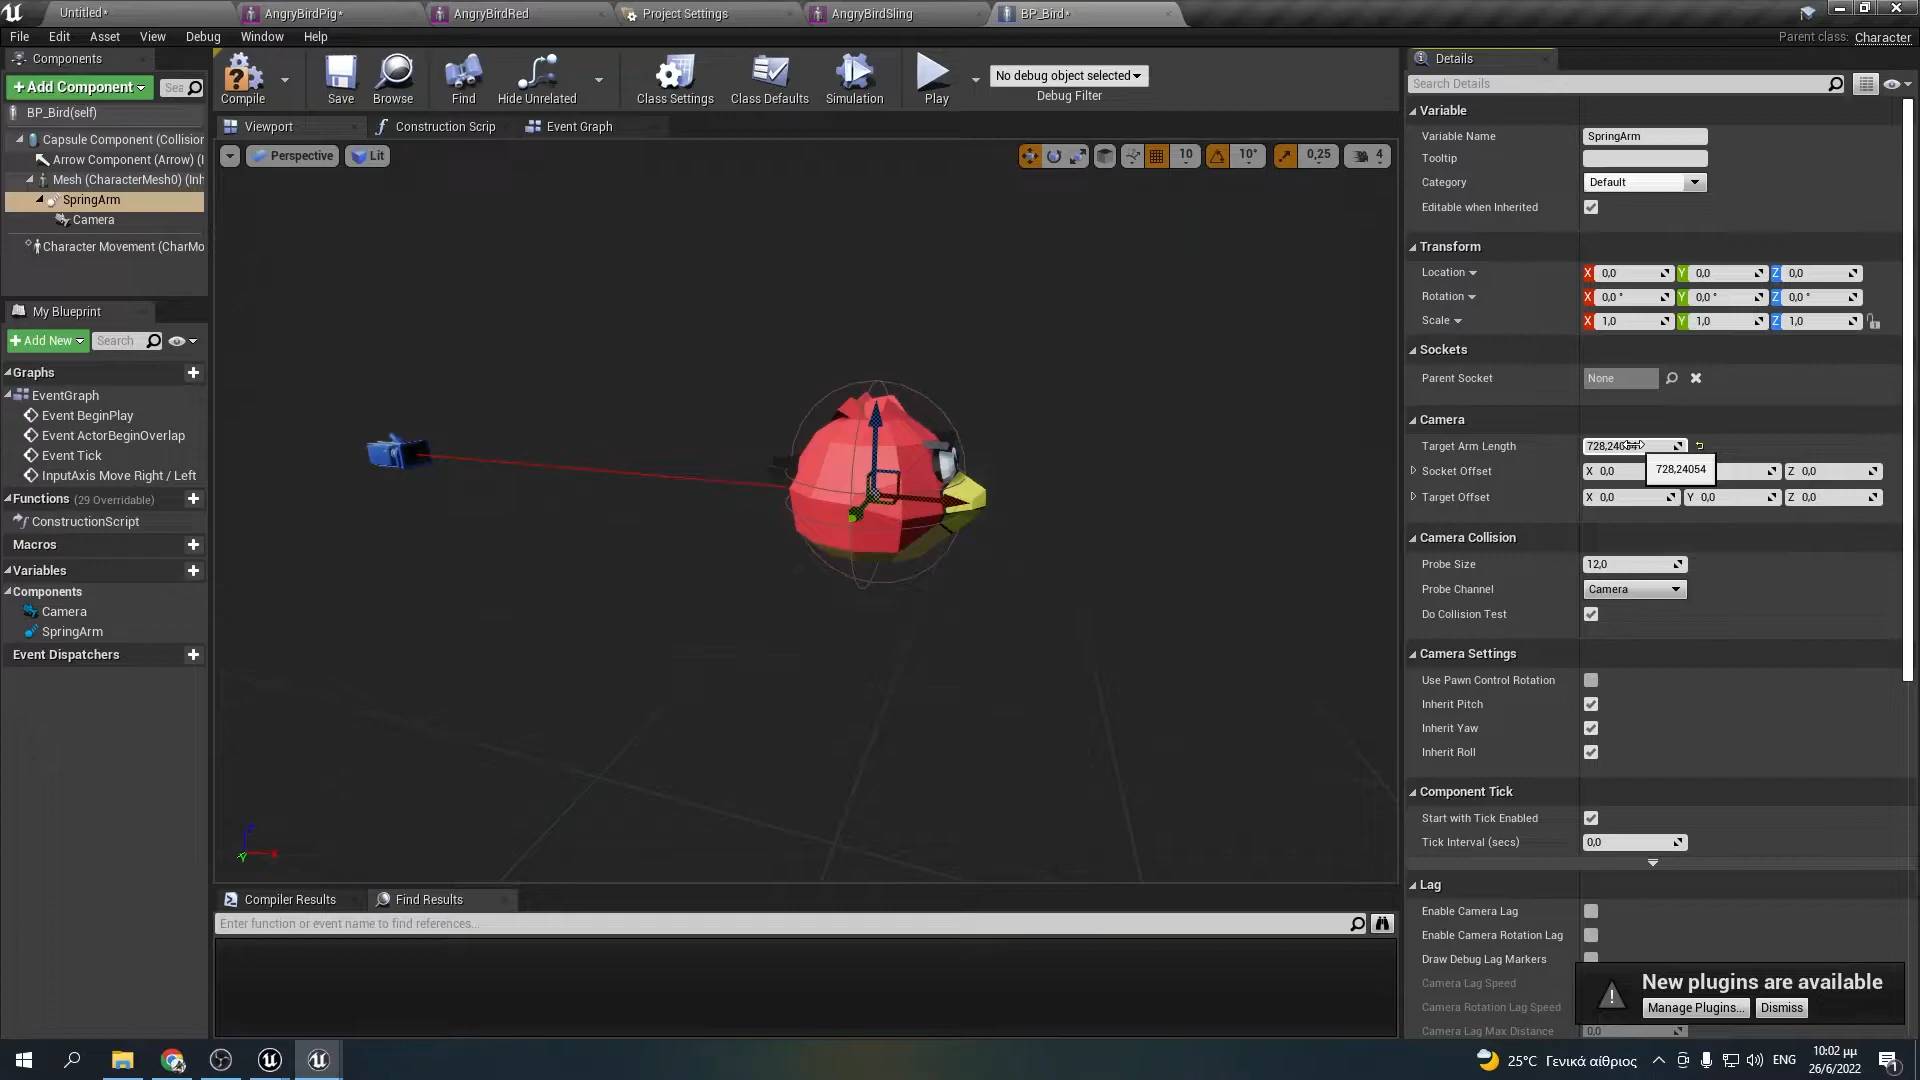 Untitled*
AngryBirdPig*
AngryBirdRed
Project Settings
AngryBirdSling
BP_Bird*
File Edit Asset View Debug Window Help
Parent class: Character
Components
+Add Component
Sea
BP_Bird(self)
Capsule Component (Collision
Arrow Component (Arrow) (I
Mesh (CharacterMesh0) (Inh
SpringArm
Camera
Character Movement (CharMo
Compile
Save
Browse
Find
Hide Unrelated
Class Settings
Class Defaults
Simulation
Play
No debug object selected
Debug Filter
Viewport
Construction Scrip
Event Graph
Perspective
Lit
10
10°
0,25
4
My Blueprint
+Add New
Search
Graphs
EventGraph
Event BeginPlay
Event ActorBeginOverlap
Event Tick
InputAxis Move Right / Left
Functions (29 Overridable)
ConstructionScript
Macros
Variables
Components
Camera
SpringArm
Event Dispatchers
Z
Y
X
Compiler Results
Find Results
Enter function or event name to find references...
Details
Search Details
Variable
Variable Name SpringArm
Tooltip
Category Default
Editable when Inherited
Transform
Location X 0,0 Y 0,0 Z 0,0
Rotation X 0,0 ° Y 0,0 ° Z 0,0 °
Scale X 1,0 Y 1,0 Z 1,0
Sockets
Parent Socket None
Camera
Target Arm Length
728,24054
Socket Offset X 0,0 Z 0,0
Target Offset X 0,0 Y 0,0 Z 0,0
Camera Collision
Probe Size 12,0
Probe Channel Camera
Do Collision Test
Camera Settings
Use Pawn Control Rotation
Inherit Pitch
Inherit Yaw
Inherit Roll
Component Tick
Start with Tick Enabled
Tick Interval (secs) 0,0
Lag
Enable Camera Lag
Enable Camera Rotation Lag
Draw Debug Lag Markers
Camera Lag Speed
Camera Rotation Lag Speed
Camera Lag Max Distance 0,0
New plugins are available
Manage Plugins...
Dismiss
25°C Γενικά αίθριος
ENG
10:02 μμ
26/6/2022
1